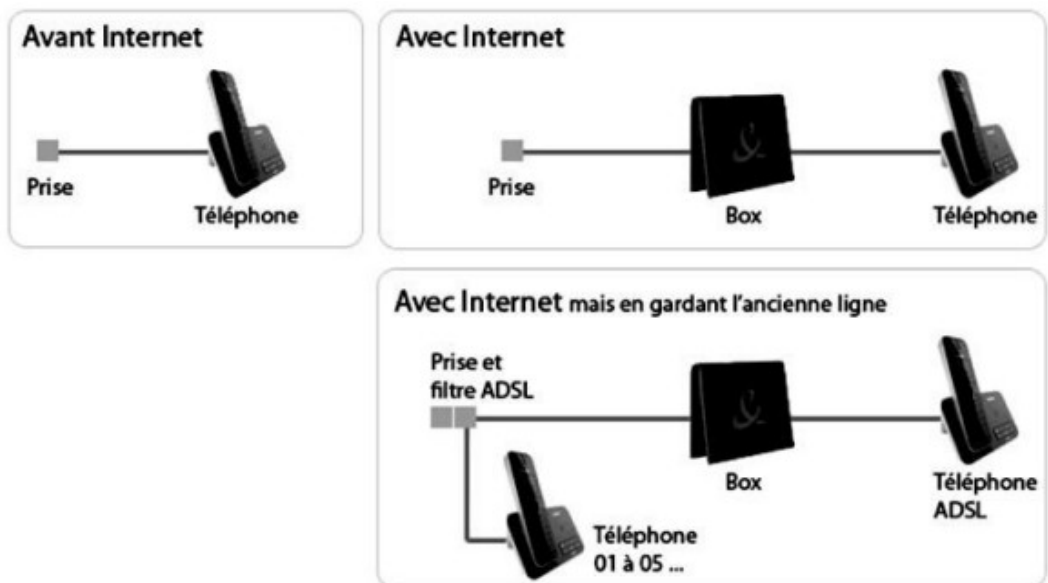 Avant Internet
Prise
Téléphone
Avec Internet
Prise
Box
Téléphone
Avec Internet mais en gardant l'ancienne ligne
Prise et
filtre ADSL
Box
Téléphone
ADSL
Téléphone
01 à 05 ...